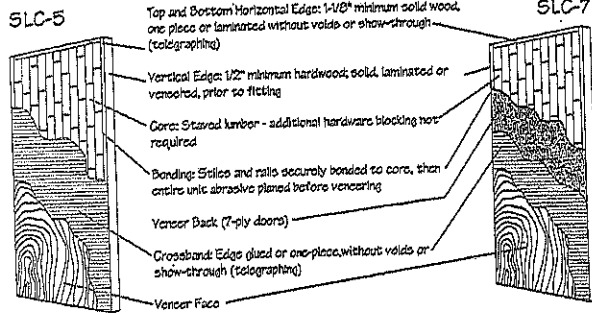 SLC-5
SLC-7
Top and Bottom Horizontal Edge: 1-1/8" minimum solid wood,
one piece or laminated without voids or show-through
(telegraphing)
Vertical Edge: 1/2" minimum hardwood; solid, laminated or
veneered, prior to fitting
Core: Staved lumber - additional hardware blocking not
required
Bonding: Stiles and rails securely bonded to core, then
entire unit abrasive planed before veneering
Veneer Back (7-ply doors)
Crossband: Edge glued or one-piece, without voids or
show-through (telegraphing)
Veneer Face